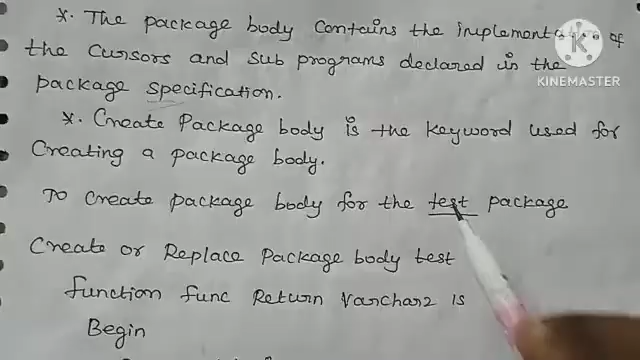 *. The package body contains the implementation of
the cursors and sub programs declared in the
package specification.
*. Create Package body is the keyword used for
Creating a package body.
To create package body for the test package
Create or Replace Package body test
function func Return Varchar2 is
Begin
KINEMASTER